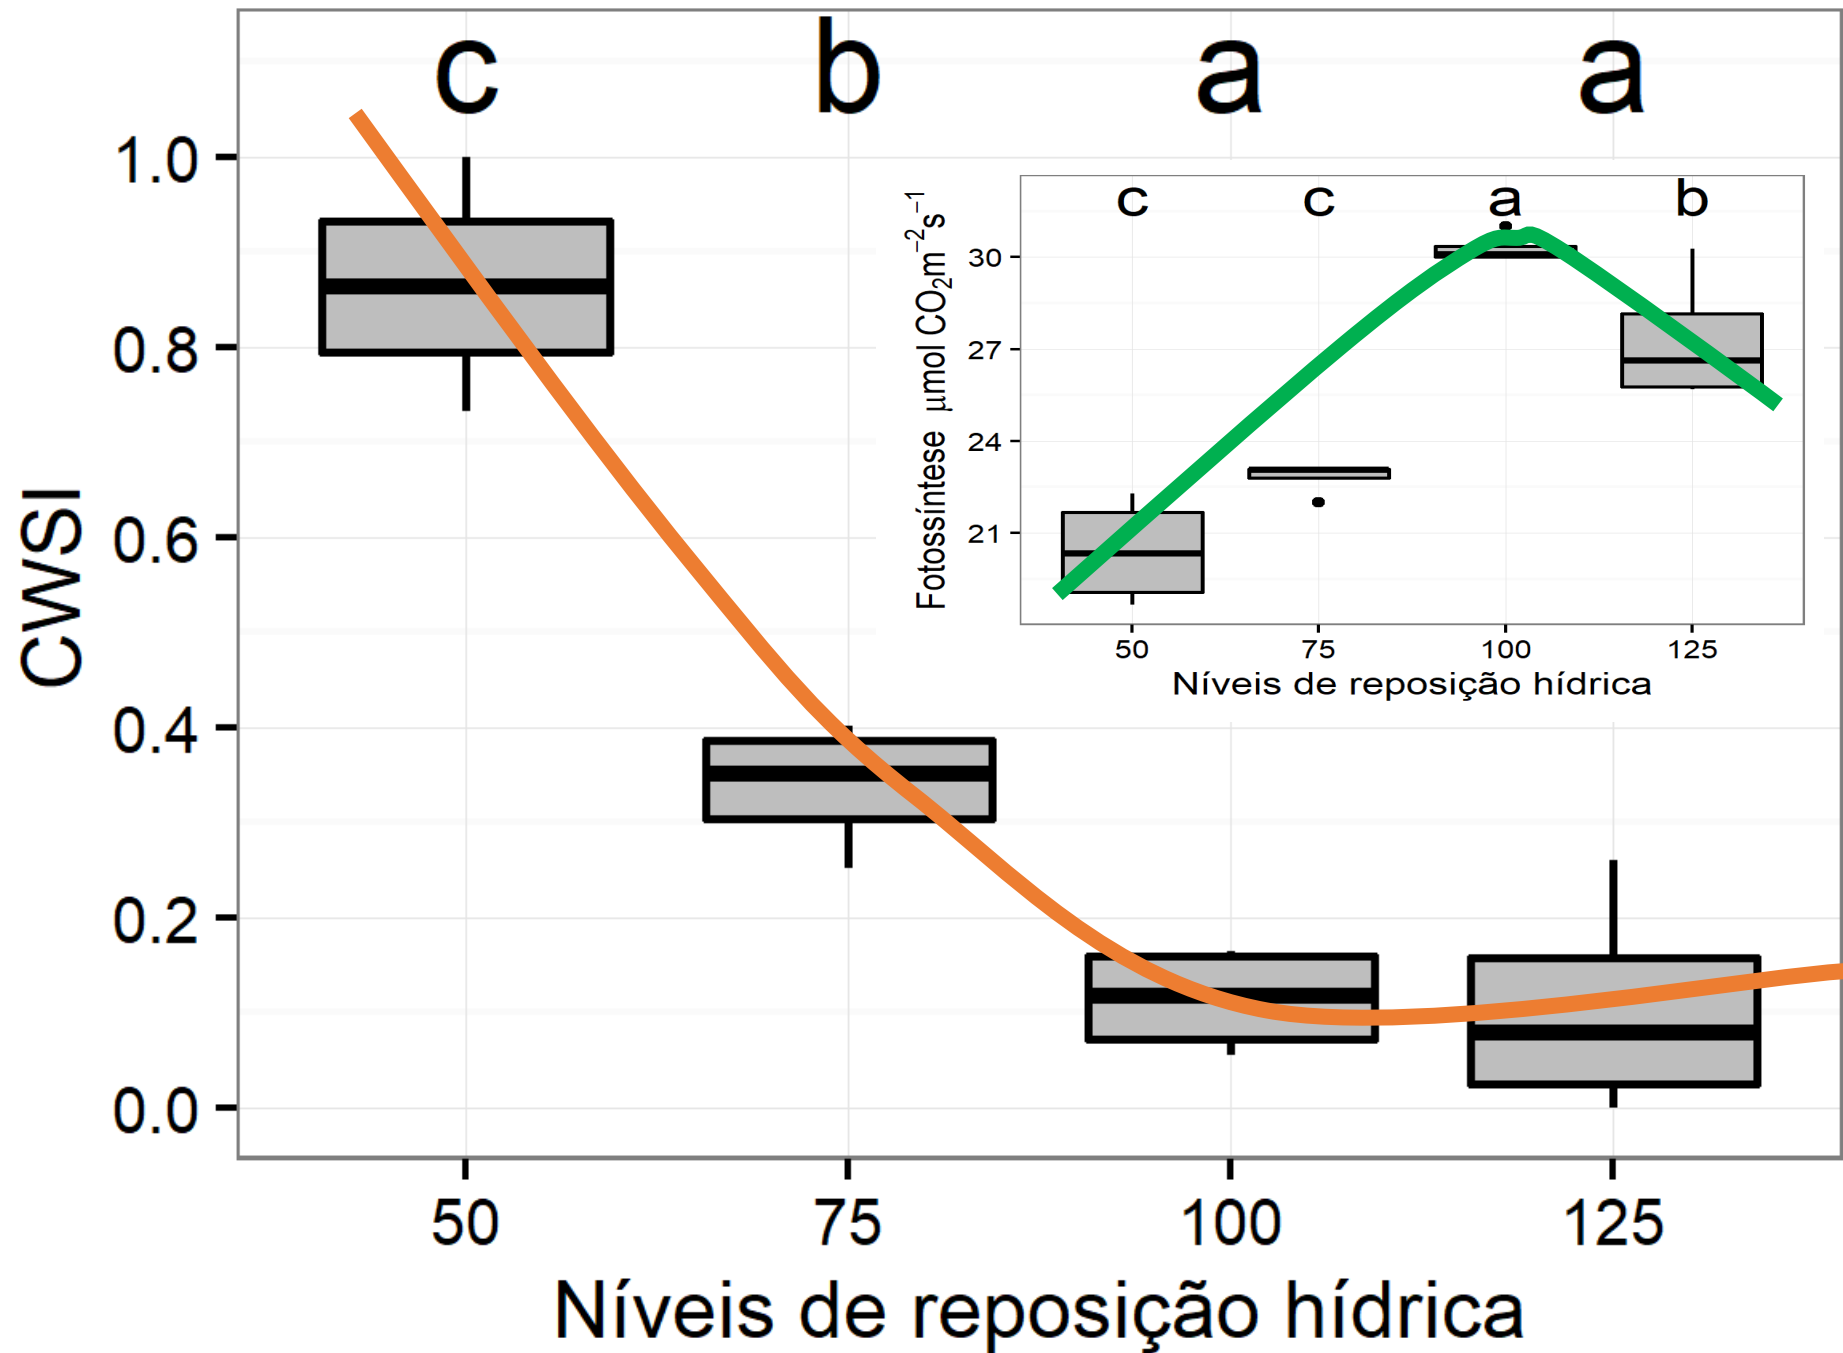 c b a a
CWSI
1.0
0.8
0.6
0.4
0.2
0.0
50 75 100 125
Níveis de reposição hídrica
c c a b
Fotossíntese μmol CO₂m⁻²s⁻¹
30
27
24
21
50 75 100 125
Níveis de reposição hídrica